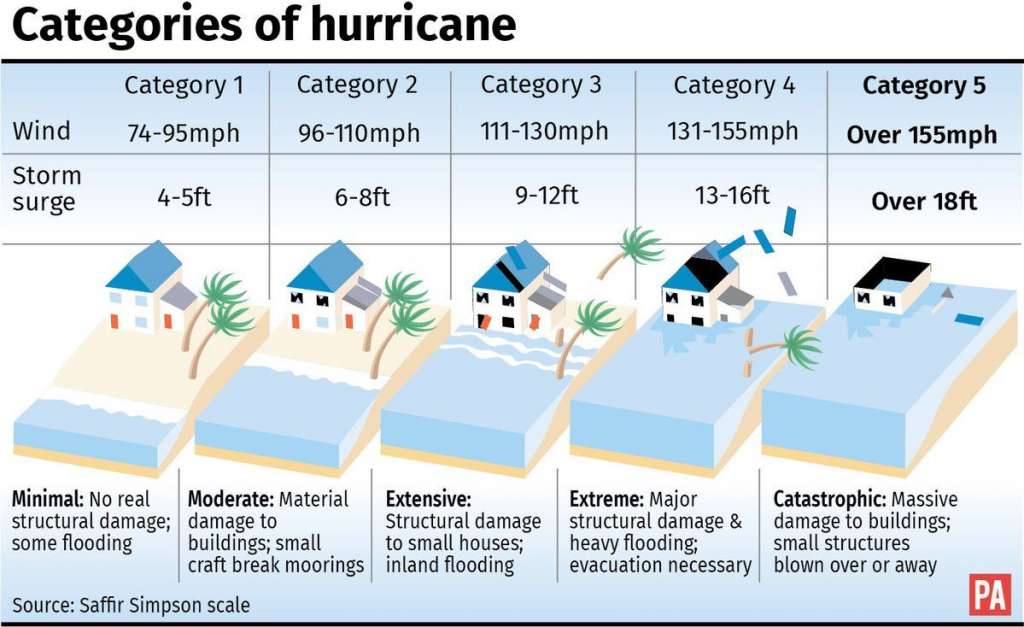 Categories of hurricane
Category 1 Category 2 Category 3 Category 4 Category 5
Wind 74-95mph 96-110mph 111-130mph 131-155mph Over 155mph
Storm
surge 4-5ft 6-8ft 9-12ft 13-16ft Over 18ft
Minimal: No real
structural damage;
some flooding
Moderate: Material
damage to
buildings; small
craft break moorings
Extensive:
Structural damage
to small houses;
inland flooding
Extreme: Major
structural damage &
heavy flooding;
evacuation necessary
Catastrophic: Massive
damage to buildings;
small structures
blown over or away
Source: Saffir Simpson scale
PA